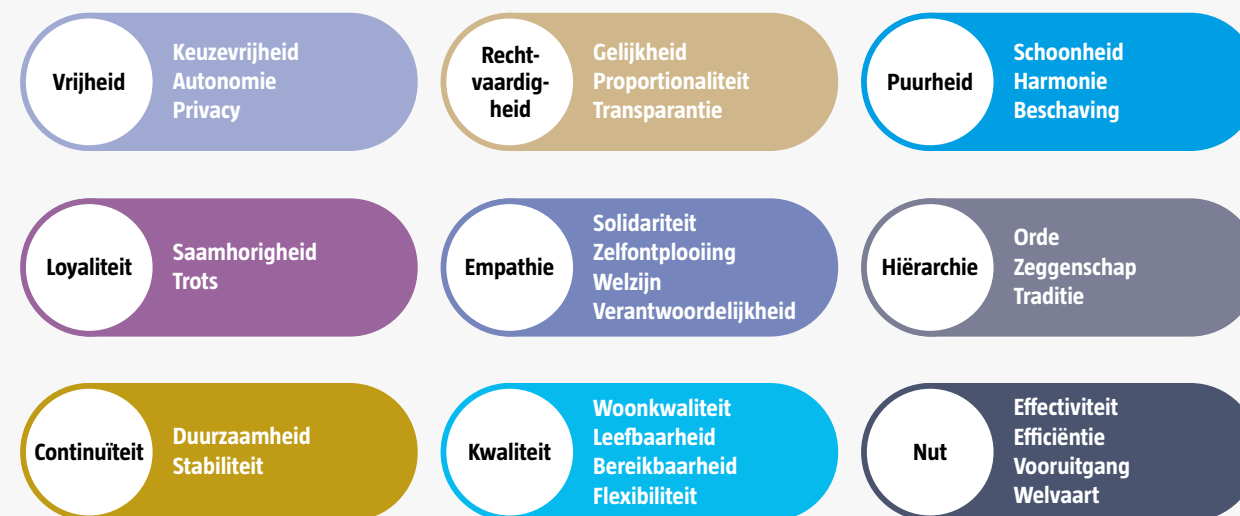 Vrijheid
Keuzevrijheid
Autonomie
Privacy
Recht-
vaardig-
heid
Gelijkheid
Proportionaliteit
Transparantie
Puurheid
Schoonheid
Harmonie
Beschaving
Loyaliteit
Saamhorigheid
Trots
Empathie
Solidariteit
Zelfontplooiing
Welzijn
Verantwoordelijkheid
Hiërarchie
Orde
Zeggenschap
Traditie
Continuïteit
Duurzaamheid
Stabiliteit
Kwaliteit
Woonkwaliteit
Leefbaarheid
Bereikbaarheid
Flexibiliteit
Nut
Effectiviteit
Efficiëntie
Vooruitgang
Welvaart